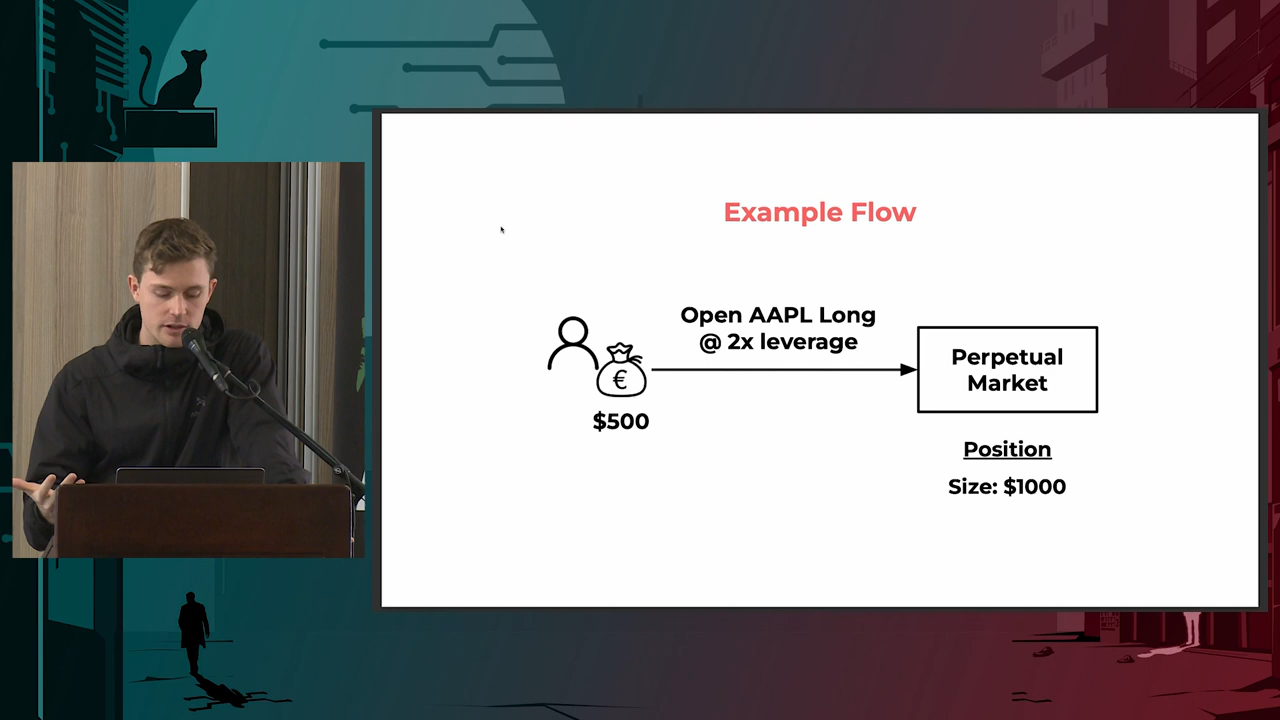 Example Flow
Open AAPL Long
@ 2x leverage
€
$500
Perpetual
Market
Position
Size: $1000